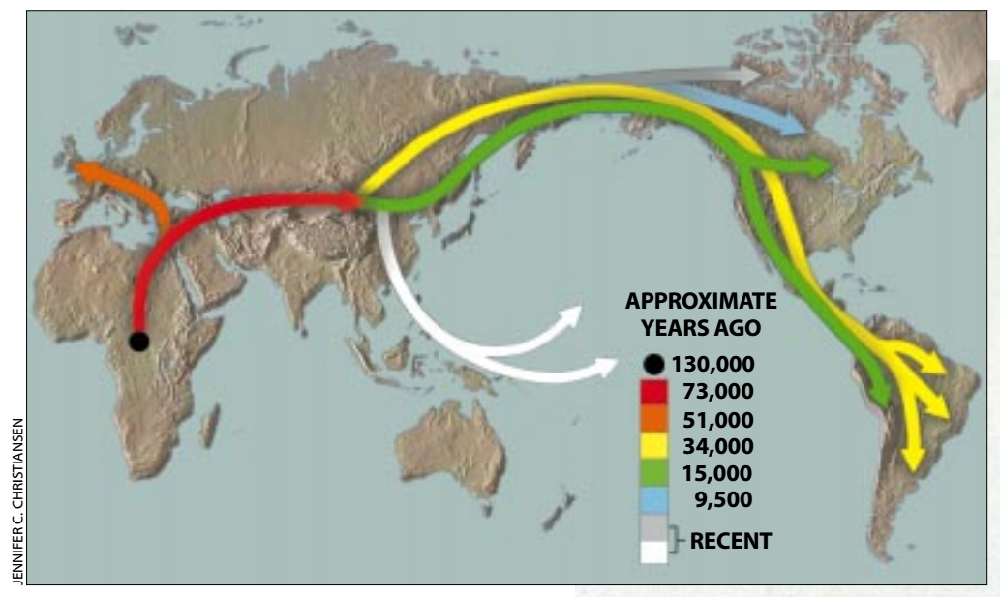 APPROXIMATE
YEARS AGO
130,000
73,000
51,000
34,000
15,000
9,500
RECENT
JENNIFER C. CHRISTIANSEN